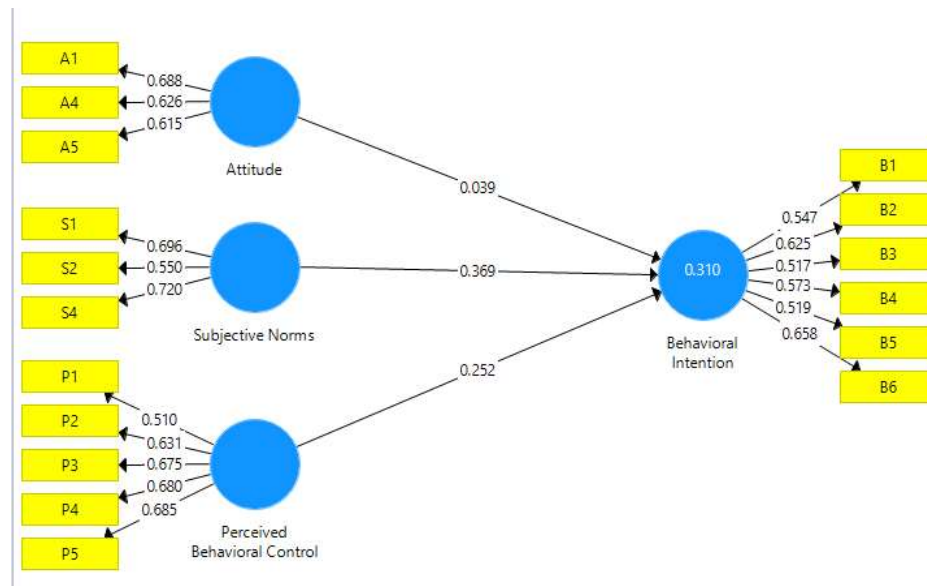 A1
0.688
A4
0.626
A5
0.615
Attitude
0.039
S1
0.696
S2
0.550
S4
0.720
Subjective Norms
0.369
P1
0.510
P2
0.631
P3
0.675
P4
0.680
P5
0.685
Perceived
Behavioral Control
0.252
0.310
Behavioral
Intention
B1
0.547
B2
0.625
B3
0.517
B4
0.573
B5
0.519
B6
0.658